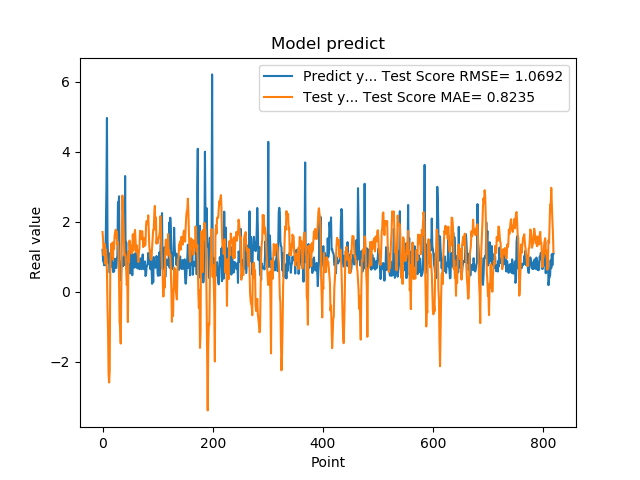 Model predict
Predict y... Test Score RMSE= 1.0692
Test y... Test Score MAE= 0.8235
6
4
2
0
−2
Real value
0
200
400
600
800
Point